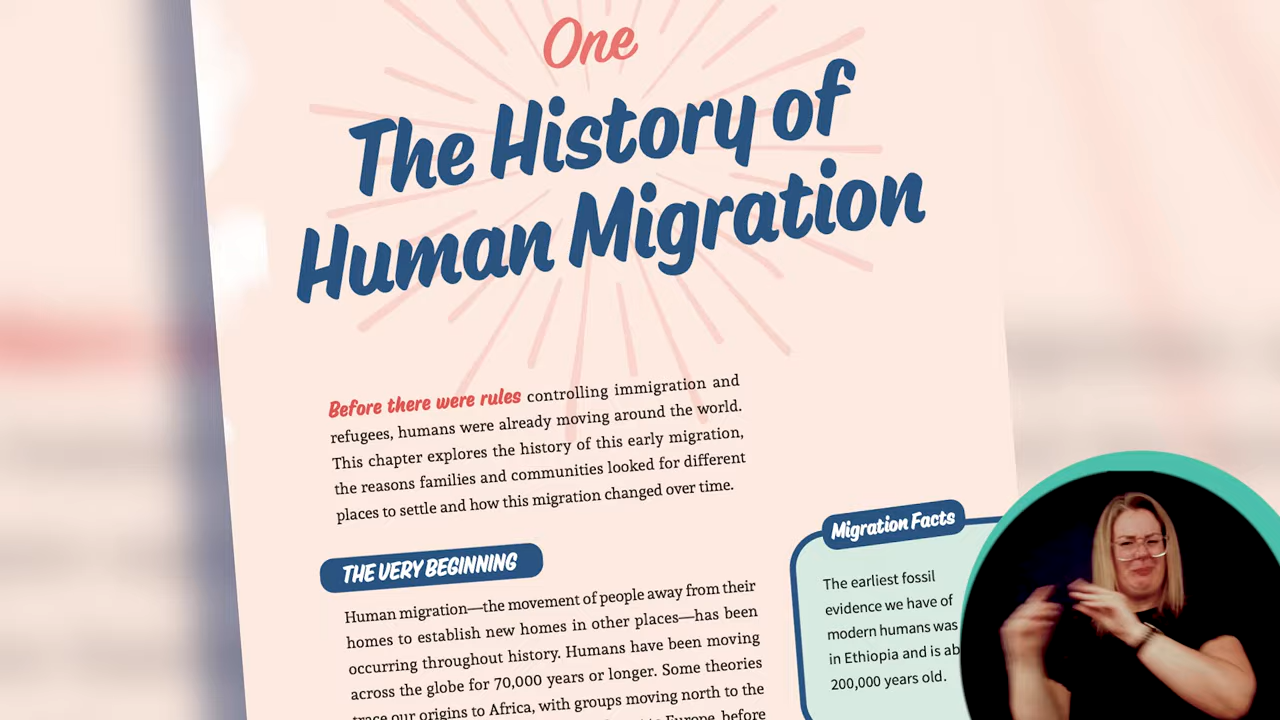 One
The History of
Human Migration
Before there were rules controlling immigration and
refugees, humans were already moving around the world.
This chapter explores the history of this early migration,
the reasons families and communities looked for different
places to settle and how this migration changed over time.
THE VERY BEGINNING
Human migration—the movement of people away from their
homes to establish new homes in other places—has been
occurring throughout history. Humans have been moving
across the globe for 70,000 years or longer. Some theories
trace our origins to Africa, with groups moving north to the
Europe, before
Migration Facts
The earliest fossil
evidence we have of
modern humans was
in Ethiopia and is
200,000 years old.